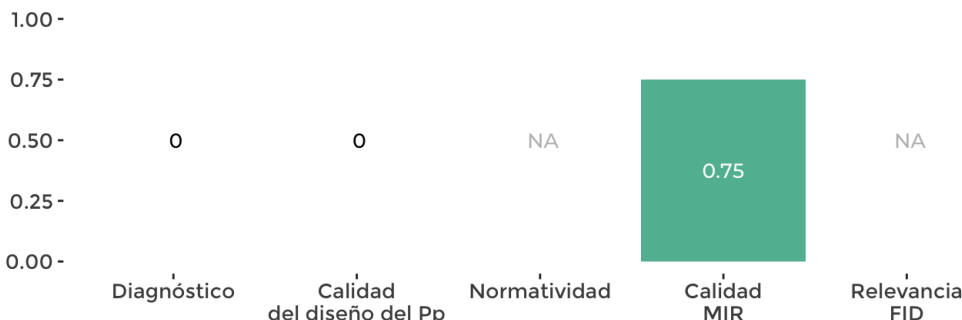 1.00
0.75
0.50
0.25
0.00
0
0
NA
0.75
NA
Diagnóstico
Calidad
del diseño del Pp
Normatividad
Calidad
MIR
Relevancia
FID